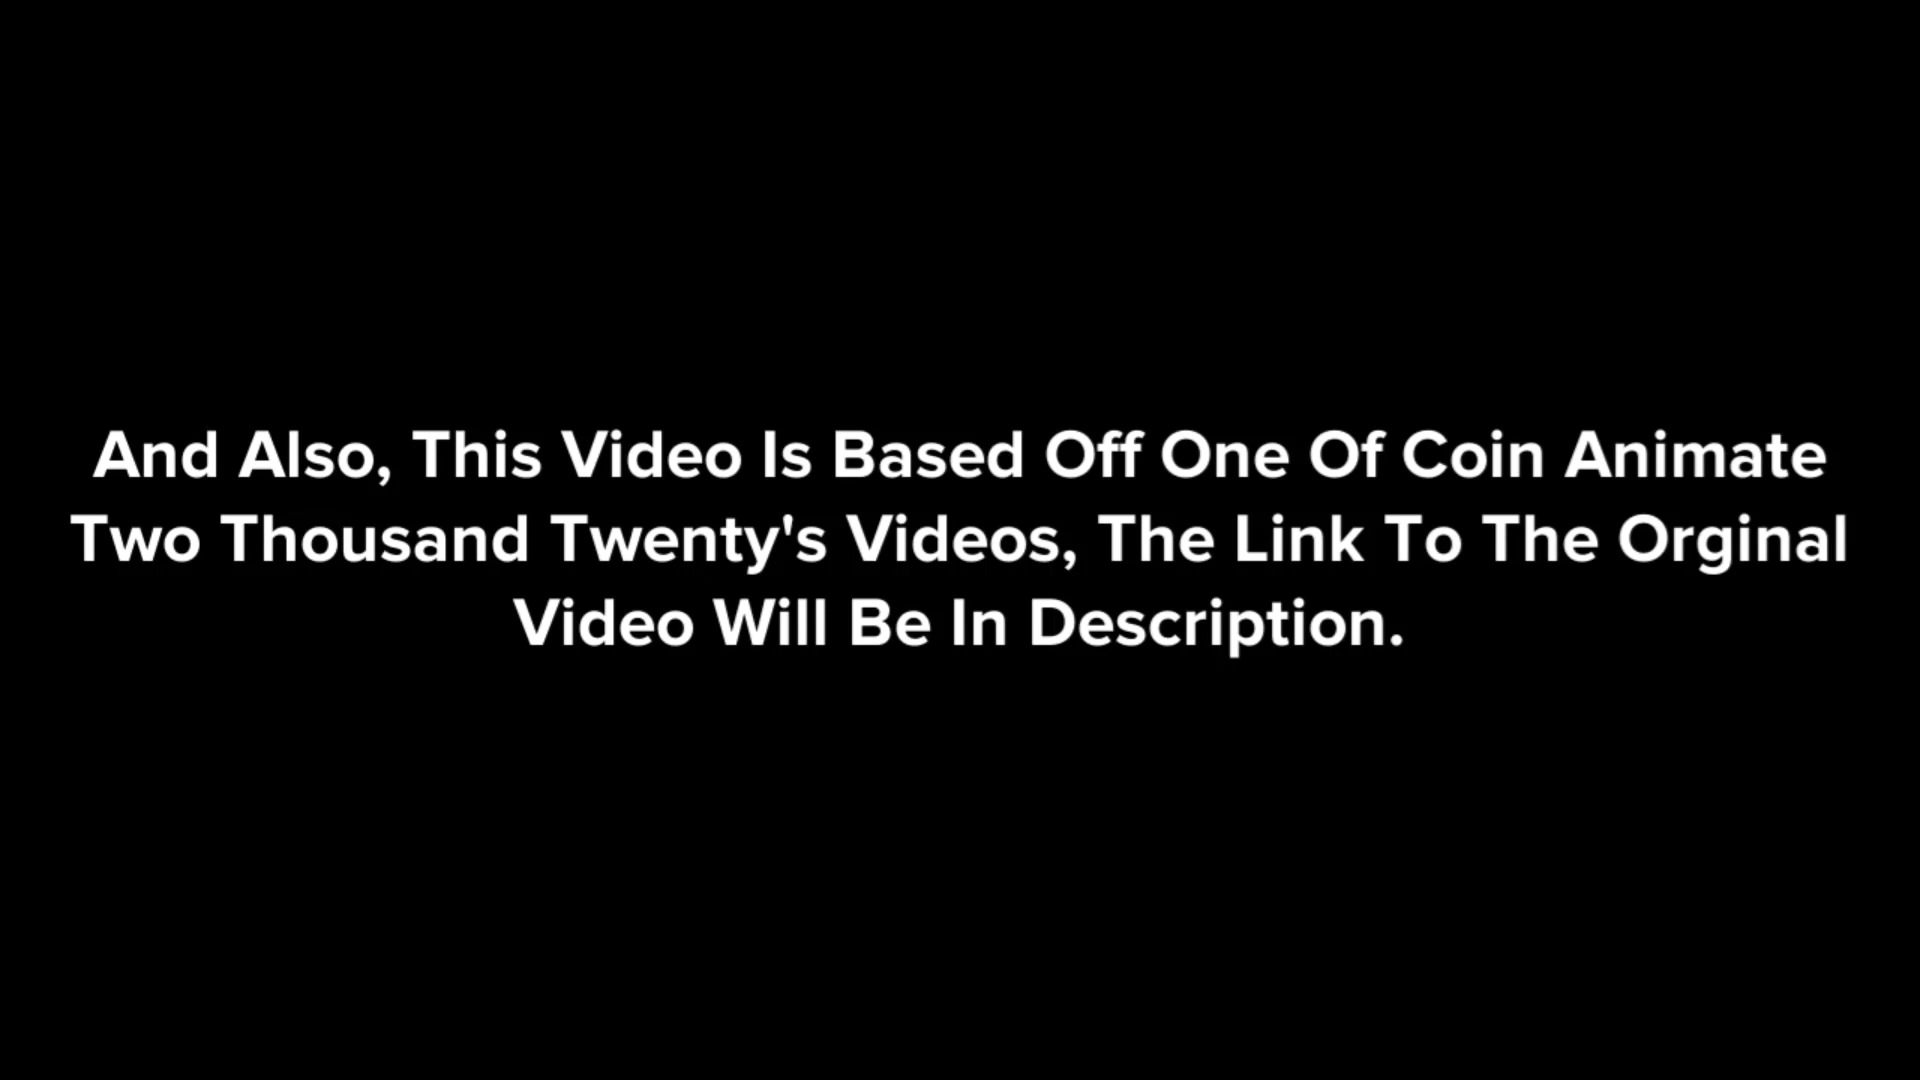 And Also, This Video Is Based Off One Of Coin Animate
Two Thousand Twenty's Videos, The Link To The Orginal
Video Will Be In Description.